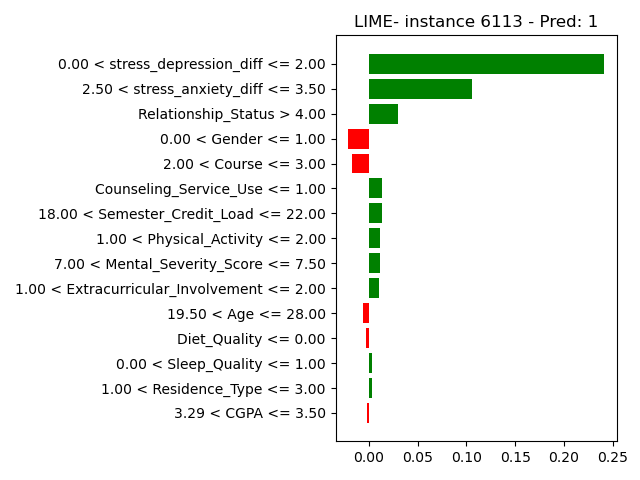 LIME- instance 6113 - Pred: 1
0.00 < stress_depression_diff <= 2.00
2.50 < stress_anxiety_diff <= 3.50
Relationship_Status > 4.00
0.00 < Gender <= 1.00
2.00 < Course <= 3.00
Counseling_Service_Use <= 1.00
18.00 < Semester_Credit_Load <= 22.00
1.00 < Physical_Activity <= 2.00
7.00 < Mental_Severity_Score <= 7.50
1.00 < Extracurricular_Involvement <= 2.00
19.50 < Age <= 28.00
Diet_Quality <= 0.00
0.00 < Sleep_Quality <= 1.00
1.00 < Residence_Type <= 3.00
3.29 < CGPA <= 3.50
0.00 0.05 0.10 0.15 0.20 0.25